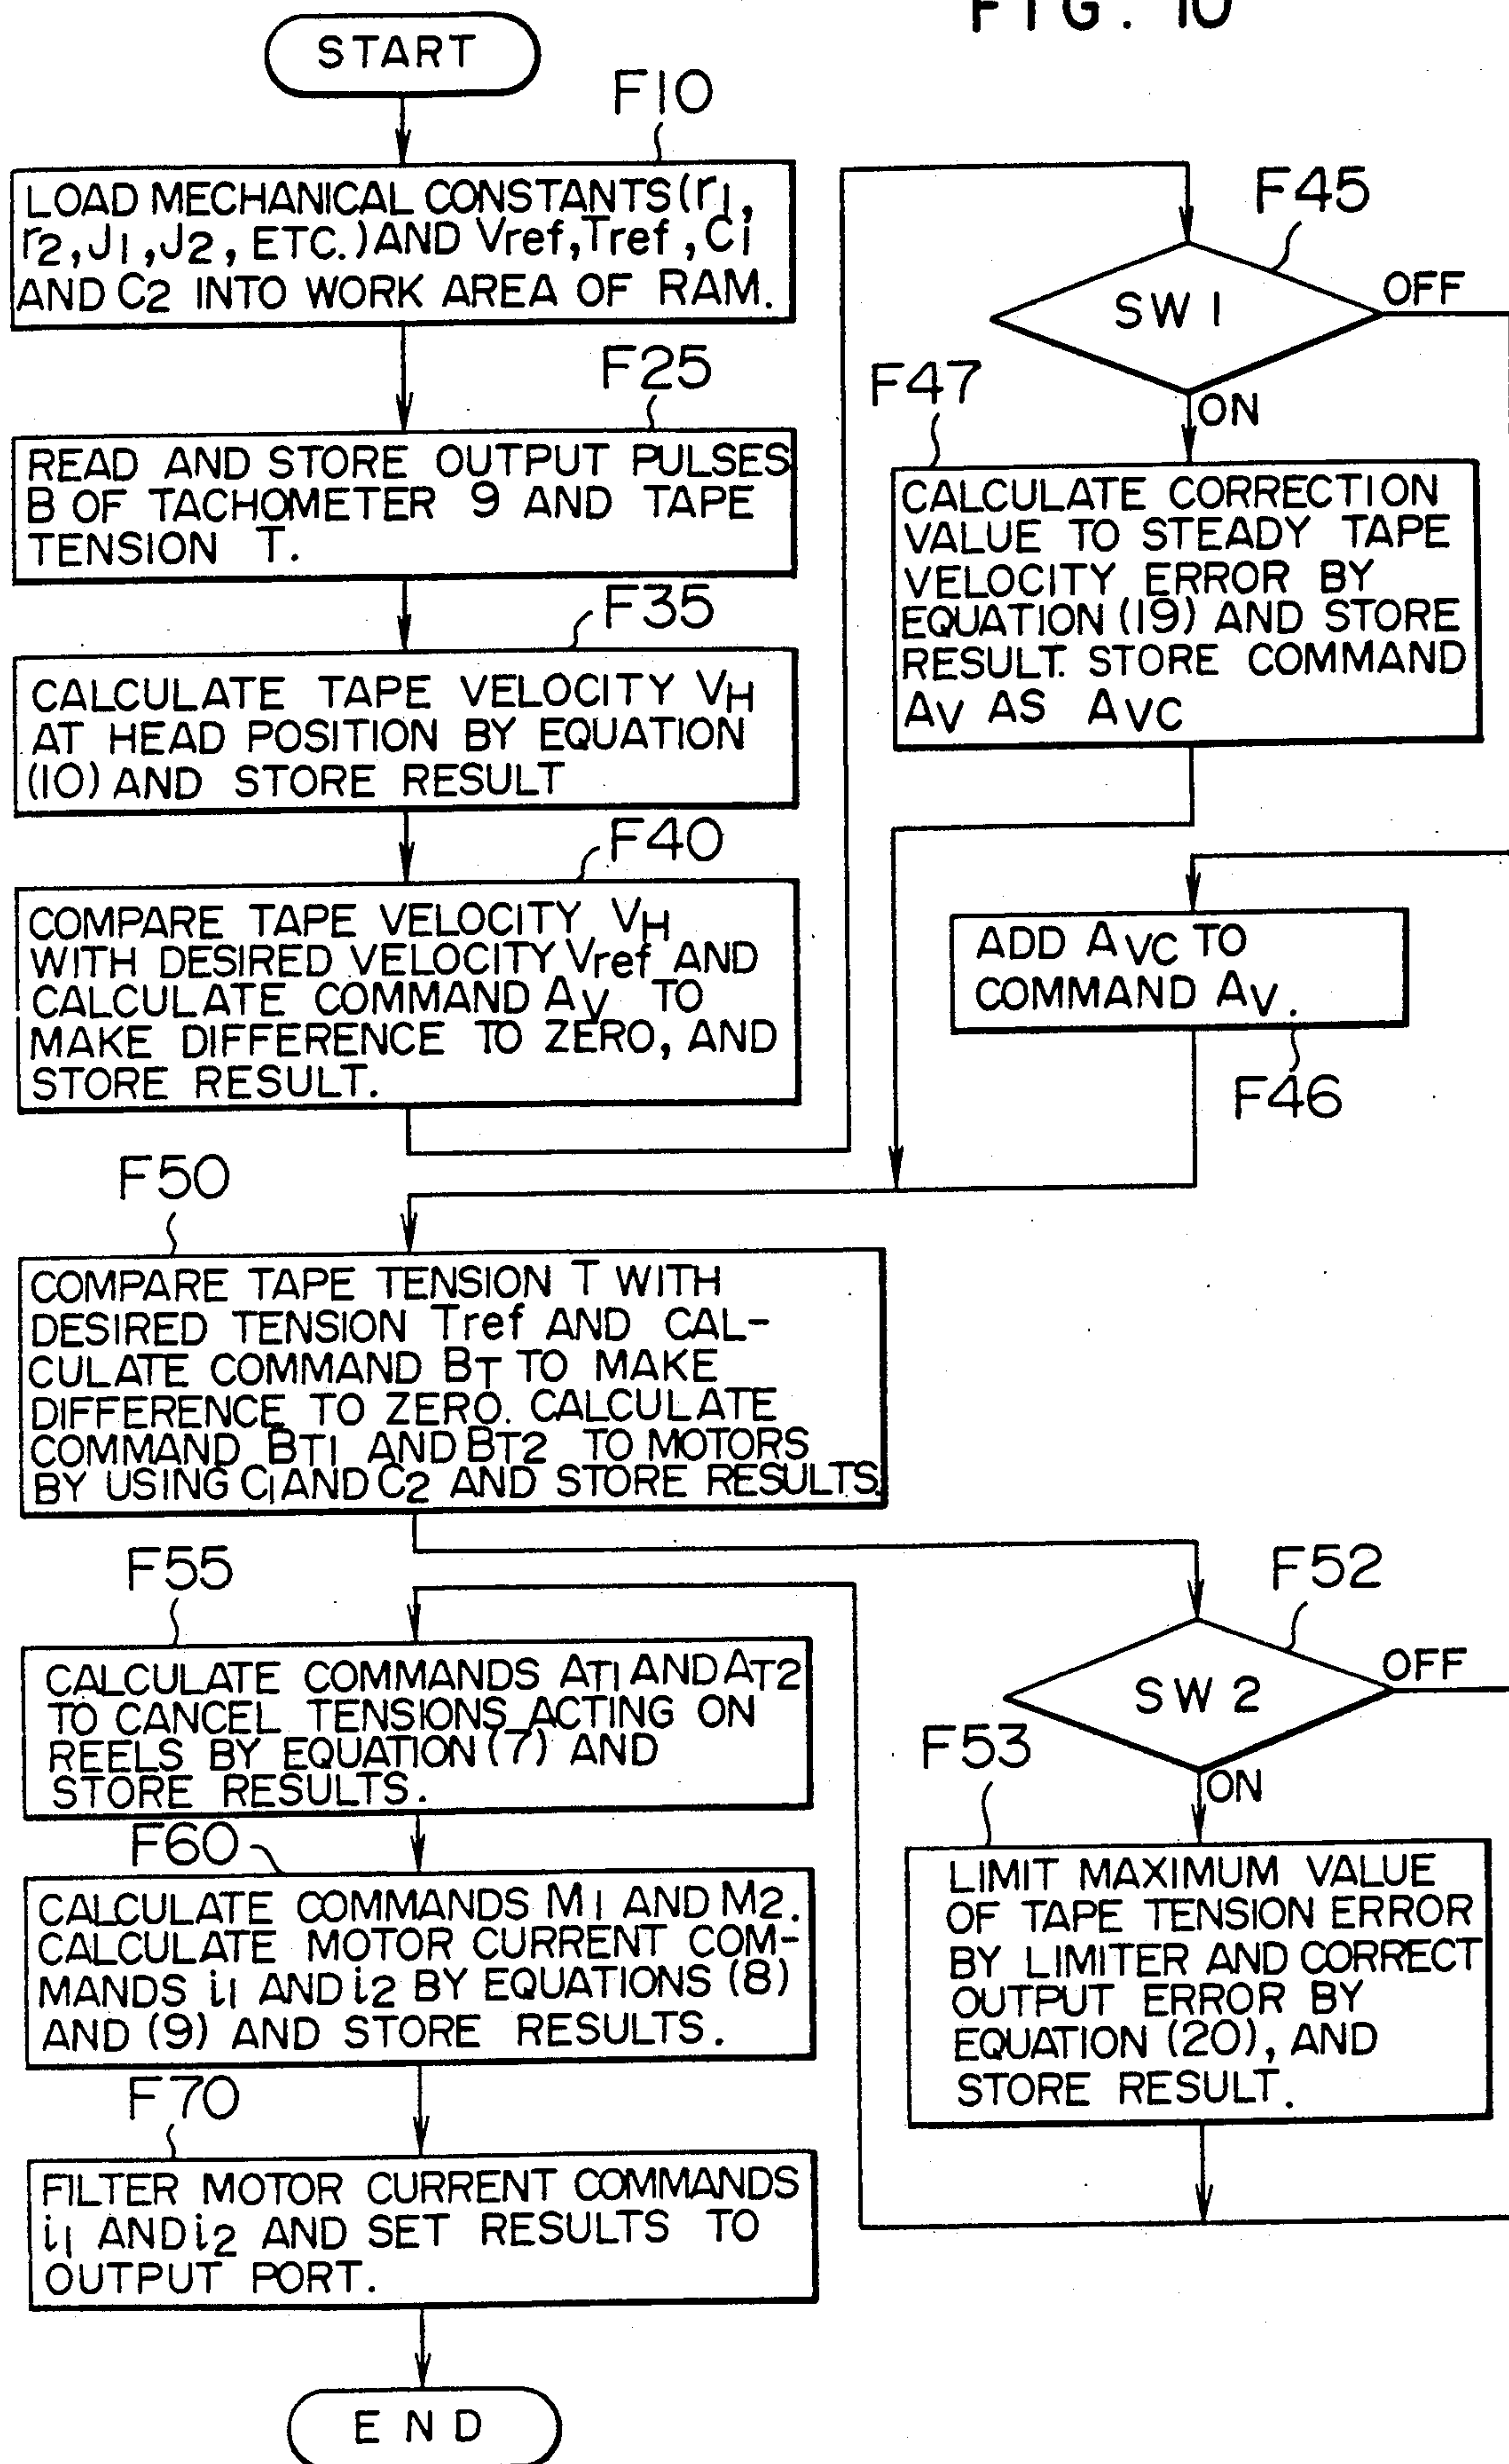 FIG. 10
START
F10
LOAD MECHANICAL CONSTANTS (r1,
r2, J1, J2, ETC.) AND Vref, Tref, C1
AND C2 INTO WORK AREA OF RAM.
F25
READ AND STORE OUTPUT PULSES
B OF TACHOMETER 9 AND TAPE
TENSION T.
F35
CALCULATE TAPE VELOCITY VH
AT HEAD POSITION BY EQUATION
(10) AND STORE RESULT
F40
COMPARE TAPE VELOCITY VH
WITH DESIRED VELOCITY Vref AND
CALCULATE COMMAND AV TO
MAKE DIFFERENCE TO ZERO, AND
STORE RESULT.
F45
SW 1
OFF
ON
F47
CALCULATE CORRECTION
VALUE TO STEADY TAPE
VELOCITY ERROR BY
EQUATION (19) AND STORE
RESULT. STORE COMMAND
AV AS AVC
ADD AVC TO
COMMAND AV.
F46
F50
COMPARE TAPE TENSION T WITH
DESIRED TENSION Tref AND CAL-
CULATE COMMAND BT TO MAKE
DIFFERENCE TO ZERO. CALCULATE
COMMAND BT1 AND BT2 TO MOTORS
BY USING C1 AND C2 AND STORE RESULTS.
F52
SW 2
OFF
ON
F53
LIMIT MAXIMUM VALUE
OF TAPE TENSION ERROR
BY LIMITER AND CORRECT
OUTPUT ERROR BY
EQUATION (20), AND
STORE RESULT.
F55
CALCULATE COMMANDS AT1 AND AT2
TO CANCEL TENSIONS ACTING ON
REELS BY EQUATION (7) AND
STORE RESULTS.
F60
CALCULATE COMMANDS M1 AND M2.
CALCULATE MOTOR CURRENT COM-
MANDS i1 AND i2 BY EQUATIONS (8)
AND (9) AND STORE RESULTS.
F70
FILTER MOTOR CURRENT COMMANDS
i1 AND i2 AND SET RESULTS TO
OUTPUT PORT.
END